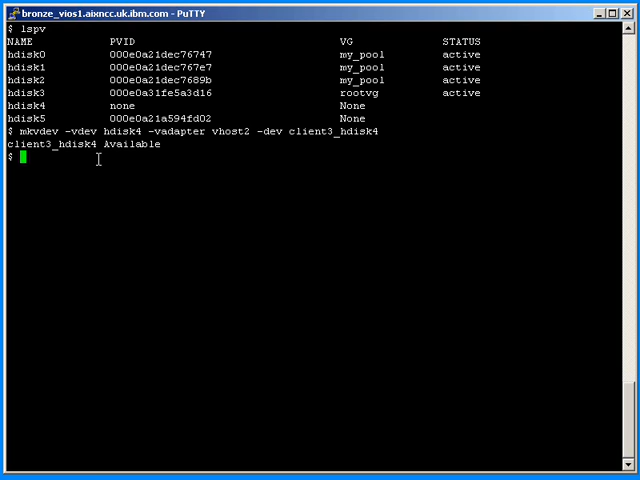 bronze_vios1.aixncc.uk.ibm.com - PuTTY
$ lspv
NAME PVID VG STATUS
hdisk0 000e0a21dec76747 my_pool active
hdisk1 000e0a21dec767e7 my_pool active
hdisk2 000e0a21dec7689b my_pool active
hdisk3 000e0a31fe5a3d16 rootvg active
hdisk4 none None
hdisk5 000e0a21a594fd02 None
$ mkvdev -vdev hdisk4 -vadapter vhost2 -dev client3_hdisk4
client3_hdisk4 Available
$